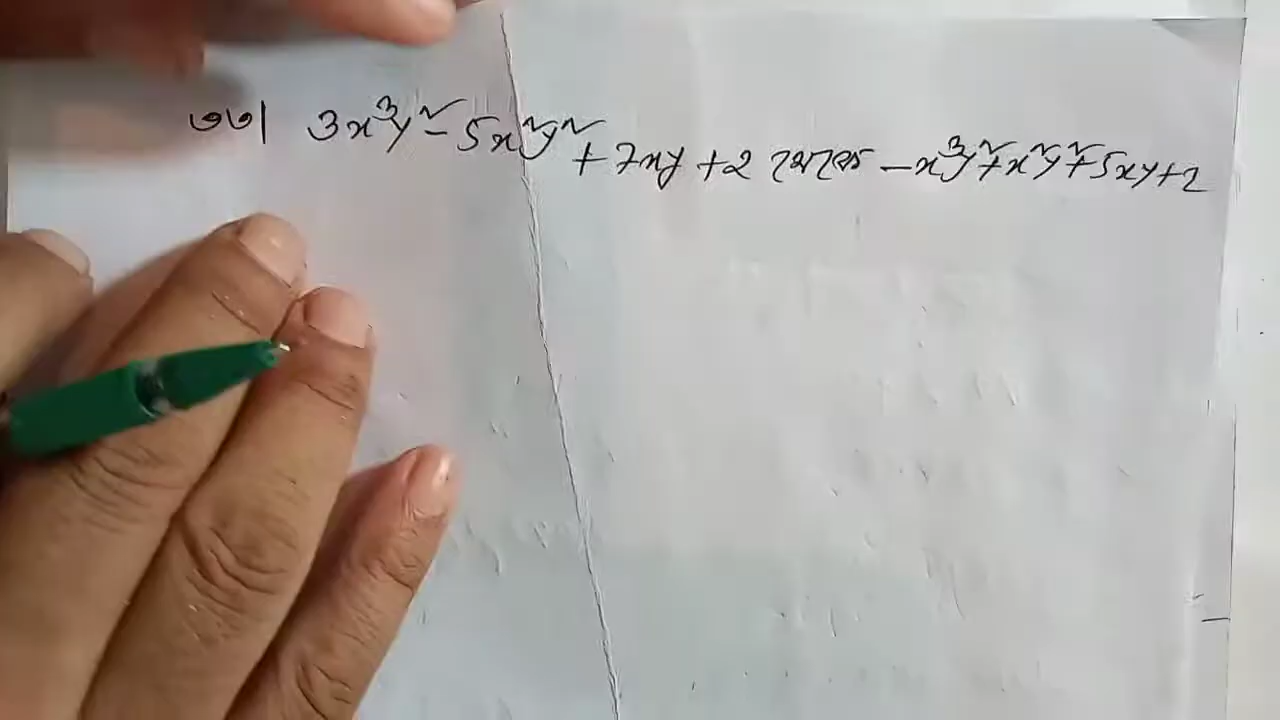 ৩৩। 3x³y² - 5x²y² + 7xy + 2 থেকে -x³y² + x²y² + 5xy + 2